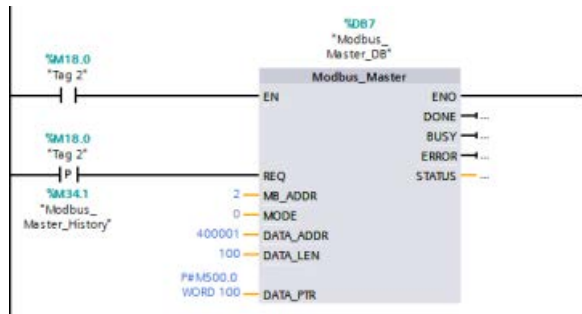 %DB7
"Modbus_
Master_DB"
%M18.0
"Tag 2"
Modbus_Master
EN
ENO
DONE
...
BUSY
...
ERROR
...
%M18.0
"Tag 2"
P
REQ
STATUS
...
%M34.1
"Modbus_
Master_History"
2
MB_ADDR
0
MODE
400001
DATA_ADDR
100
DATA_LEN
P#M500.0
WORD 100
DATA_PTR